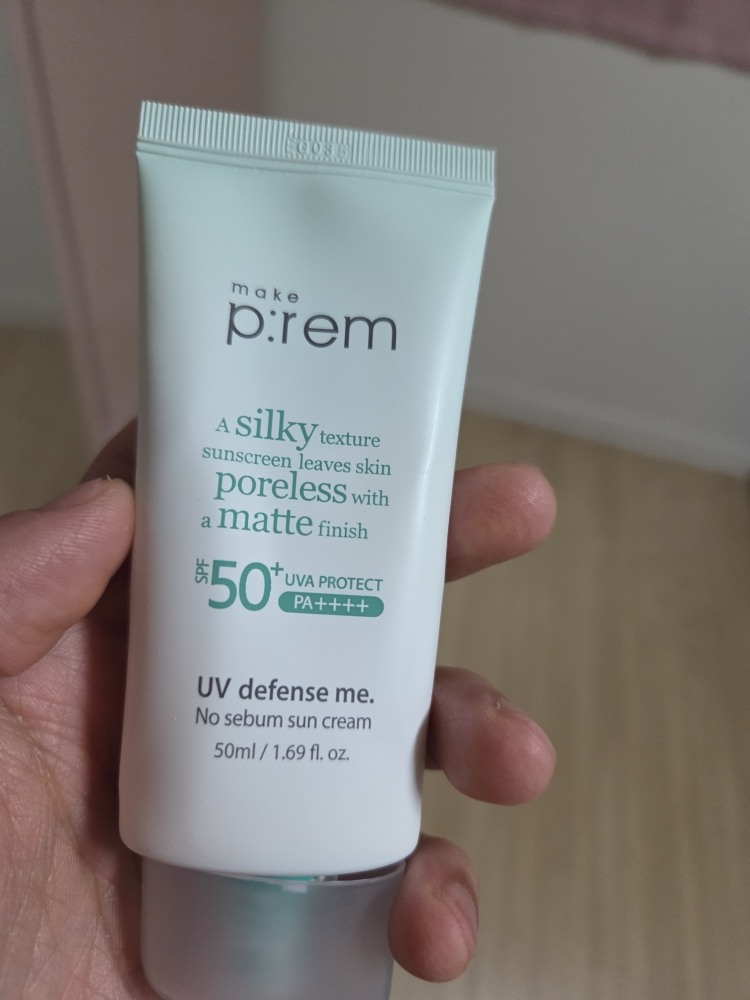 make
p:rem
A silky texture
sunscreen leaves skin
poreless with
a matte finish
SPF 50+ UVA PROTECT
PA++++
UV defense me.
No sebum sun cream
50ml / 1.69 fl. oz.